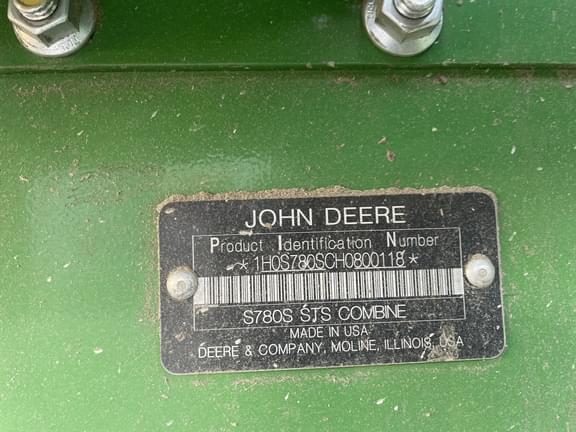 JOHN DEERE
Product Identification Number
*1H0S780SCH0800118*
S780S STS COMBINE
MADE IN USA
DEERE & COMPANY, MOLINE, ILLINOIS, USA